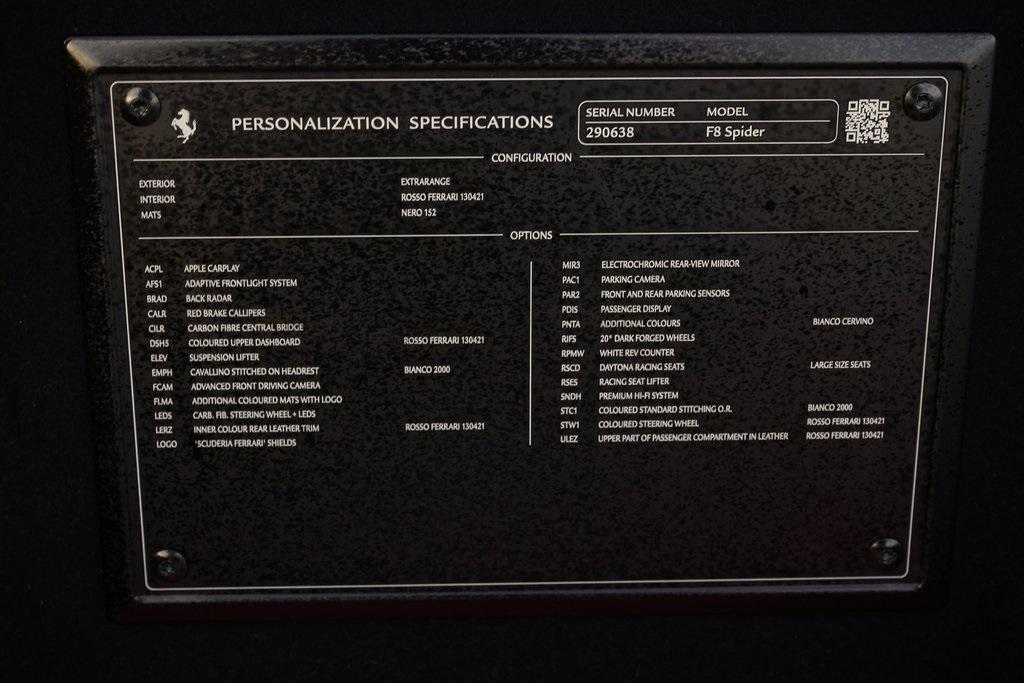 PERSONALIZATION SPECIFICATIONS
SERIAL NUMBER MODEL
290638 F8 Spider
CONFIGURATION
EXTERIOR EXTRARANGE
INTERIOR ROSSO FERRARI 130421
MATS NERO 152
OPTIONS
ACPL APPLE CARPLAY
AFS1 ADAPTIVE FRONTLIGHT SYSTEM
BRAD BACK RADAR
CALR RED BRAKE CALLIPERS
CILR CARBON FIBRE CENTRAL BRIDGE
DSH5 COLOURED UPPER DASHBOARD ROSSO FERRARI 130421
ELEV SUSPENSION LIFTER
EMPH CAVALLINO STITCHED ON HEADREST BIANCO 2000
FCAM ADVANCED FRONT DRIVING CAMERA
FLMA ADDITIONAL COLOURED MATS WITH LOGO
LEDS CARB. FIB. STEERING WHEEL + LEDS
LERZ INNER COLOUR REAR LEATHER TRIM ROSSO FERRARI 130421
LOGO 'SCUDERIA FERRARI' SHIELDS
MIR3 ELECTROCHROMIC REAR-VIEW MIRROR
PAC1 PARKING CAMERA
PAR2 FRONT AND REAR PARKING SENSORS
PDIS PASSENGER DISPLAY
PNTA ADDITIONAL COLOURS BIANCO CERVINO
RIFS 20" DARK FORGED WHEELS
RPMW WHITE REV COUNTER
RSCD DAYTONA RACING SEATS LARGE SIZE SEATS
RSES RACING SEAT LIFTER
SNDH PREMIUM HI-FI SYSTEM
STC1 COLOURED STANDARD STITCHING O.R. BIANCO 2000
STW1 COLOURED STEERING WHEEL ROSSO FERRARI 130421
ULEZ UPPER PART OF PASSENGER COMPARTMENT IN LEATHER ROSSO FERRARI 130421